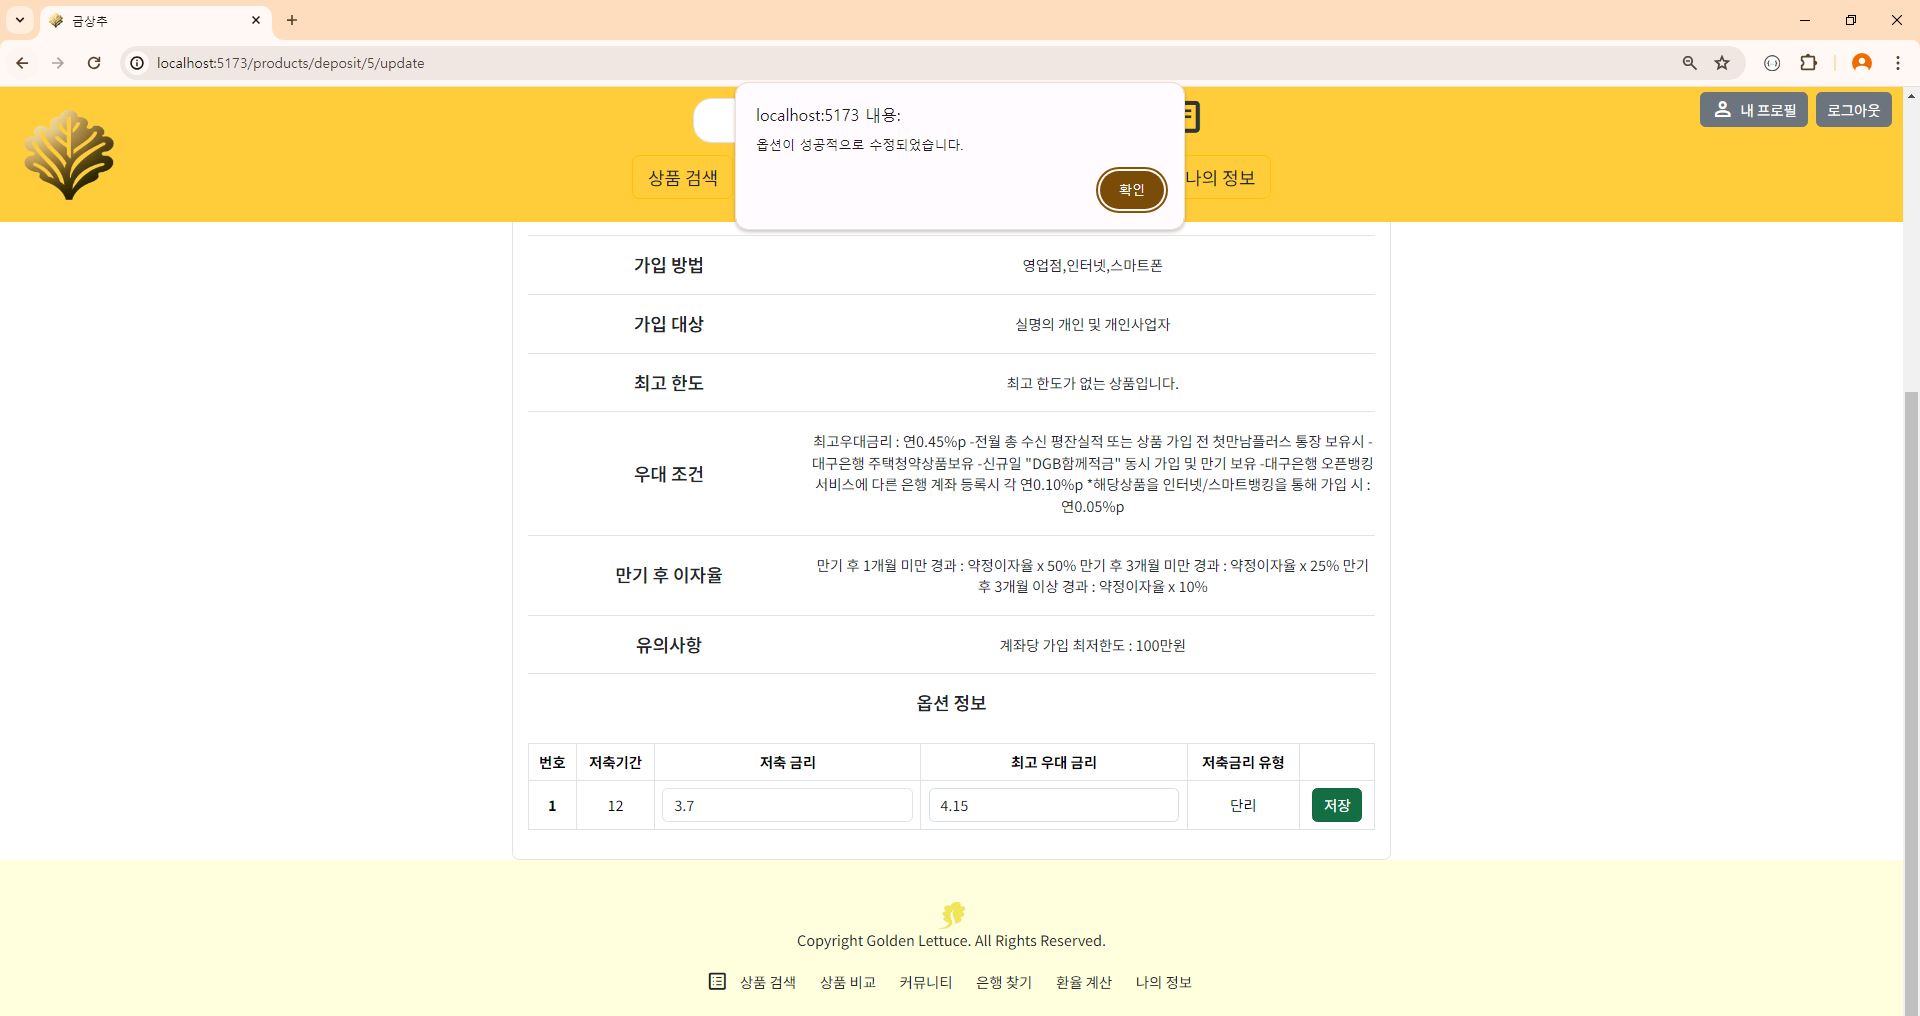 금상추
localhost:5173/products/deposit/5/update
localhost:5173 내용:
옵션이 성공적으로 수정되었습니다.
확인
내 프로필
로그아웃
상품 검색
나의 정보
가입 방법
영업점,인터넷,스마트폰
가입 대상
실명의 개인 및 개인사업자
최고 한도
최고 한도가 없는 상품입니다.
우대 조건
최고우대금리 : 연0.45%p -전월 총 수신 평잔실적 또는 상품 가입 전 첫만남플러스 통장 보유시 -
대구은행 주택청약상품보유 -신규일 "DGB함께적금" 동시 가입 및 만기 보유 -대구은행 오픈뱅킹
서비스에 다른 은행 계좌 등록시 각 연0.10%p *해당상품을 인터넷/스마트뱅킹을 통해 가입 시 :
연0.05%p
만기 후 이자율
만기 후 1개월 미만 경과 : 약정이자율 x 50% 만기 후 3개월 미만 경과 : 약정이자율 x 25% 만기
후 3개월 이상 경과 : 약정이자율 x 10%
유의사항
계좌당 가입 최저한도 : 100만원
옵션 정보
번호 저축기간 저축 금리 최고 우대 금리 저축금리 유형
1 12 3.7 4.15 단리 저장
Copyright Golden Lettuce. All Rights Reserved.
상품 검색 상품 비교 커뮤니티 은행 찾기 환율 계산 나의 정보